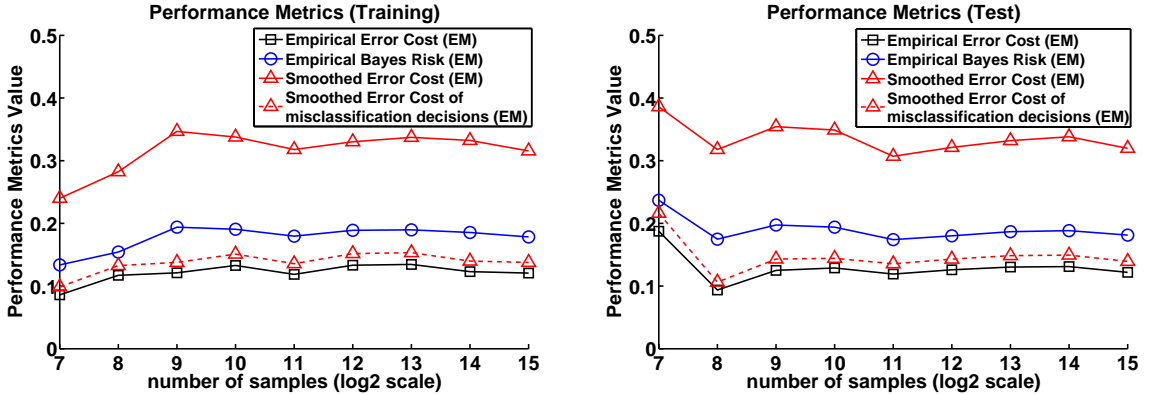 Performance Metrics (Training)
Performance Metrics Value
0.5
0.4
0.3
0.2
0.1
0
Empirical Error Cost (EM)
Empirical Bayes Risk (EM)
Smoothed Error Cost (EM)
Smoothed Error Cost of
misclassification decisions (EM)
7 8 9 10 11 12 13 14 15
number of samples (log2 scale)
Performance Metrics (Test)
Performance Metrics Value
0.5
0.4
0.3
0.2
0.1
0
Empirical Error Cost (EM)
Empirical Bayes Risk (EM)
Smoothed Error Cost (EM)
Smoothed Error Cost of
misclassification decisions (EM)
7 8 9 10 11 12 13 14 15
number of samples (log2 scale)